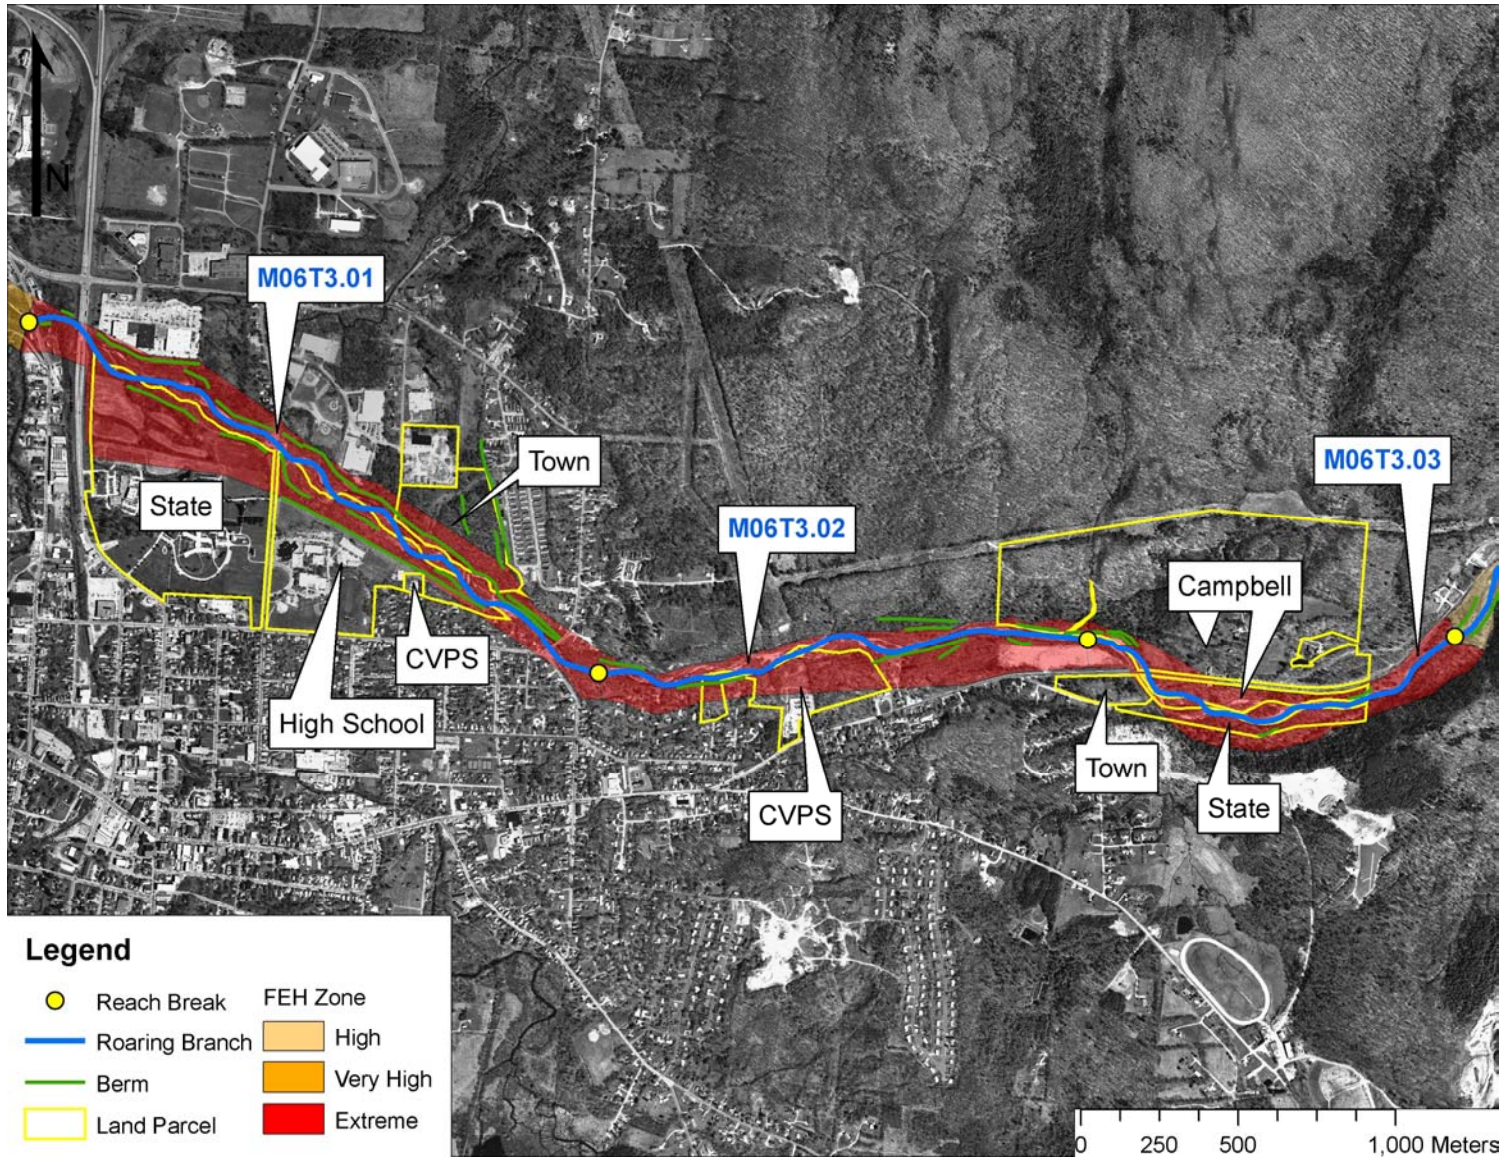 N
M06T3.01
Town
State
M06T3.02
M06T3.03
Campbell
CVPS
High School
Town
CVPS
State
Legend
Reach Break
Roaring Branch
Berm
Land Parcel
FEH Zone
High
Very High
Extreme
0 250 500 1,000 Meters